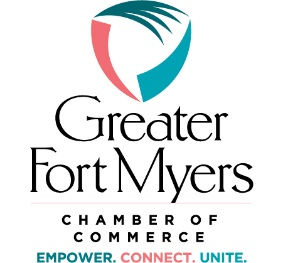 Greater
Fort Myers
CHAMBER OF
COMMERCE
EMPOWER. CONNECT. UNITE.